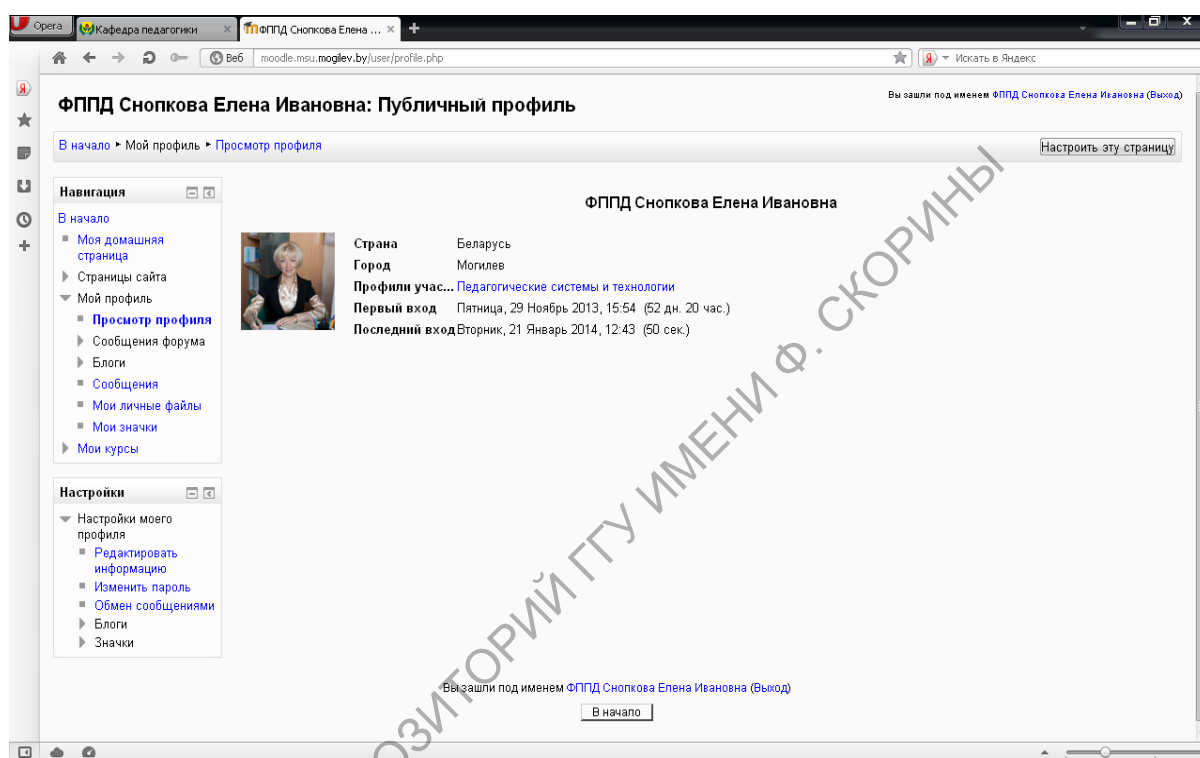 Opera
Кафедра педагогики
ФППД Снопкова Елена ...
Веб
moodle.msu.mogilev.by/user/profile.php
Искать в Яндекс
ФППД Снопкова Елена Ивановна: Публичный профиль
Вы зашли под именем ФППД Снопкова Елена Ивановна (Выход)
В начало ► Мой профиль ► Просмотр профиля
Настроить эту страницу
Навигация
В начало
Моя домашняя
страница
Страницы сайта
Мой профиль
Просмотр профиля
Сообщения форума
Блоги
Сообщения
Мои личные файлы
Мои значки
Мои курсы
ФППД Снопкова Елена Ивановна
Страна Беларусь
Город Могилев
Профили учас... Педагогические системы и технологии
Первый вход Пятница, 29 Ноябрь 2013, 15:54 (52 дн. 20 час.)
Последний вход Вторник, 21 Январь 2014, 12:43 (50 сек.)
Настройки
Настройки моего
профиля
Редактировать
информацию
Изменить пароль
Обмен сообщениями
Блоги
Значки
Вы зашли под именем ФППД Снопкова Елена Ивановна (Выход)
В начало
ОЗИТОРИЙ ГГУ ИМЕНИ Ф. СКОРИНЫ